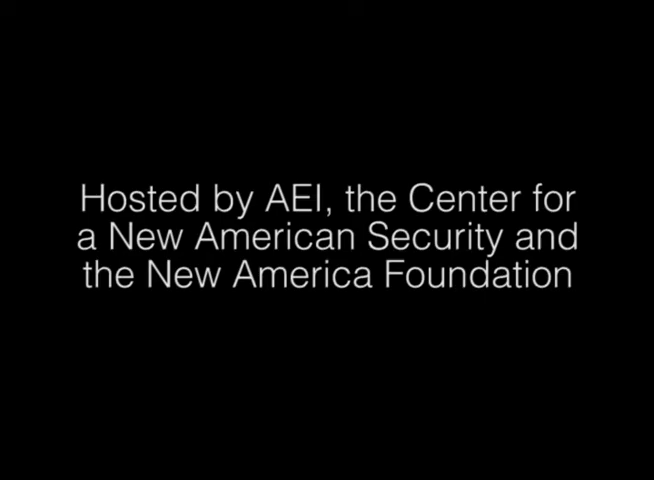 Hosted by AEI, the Center for
a New American Security and
the New America Foundation